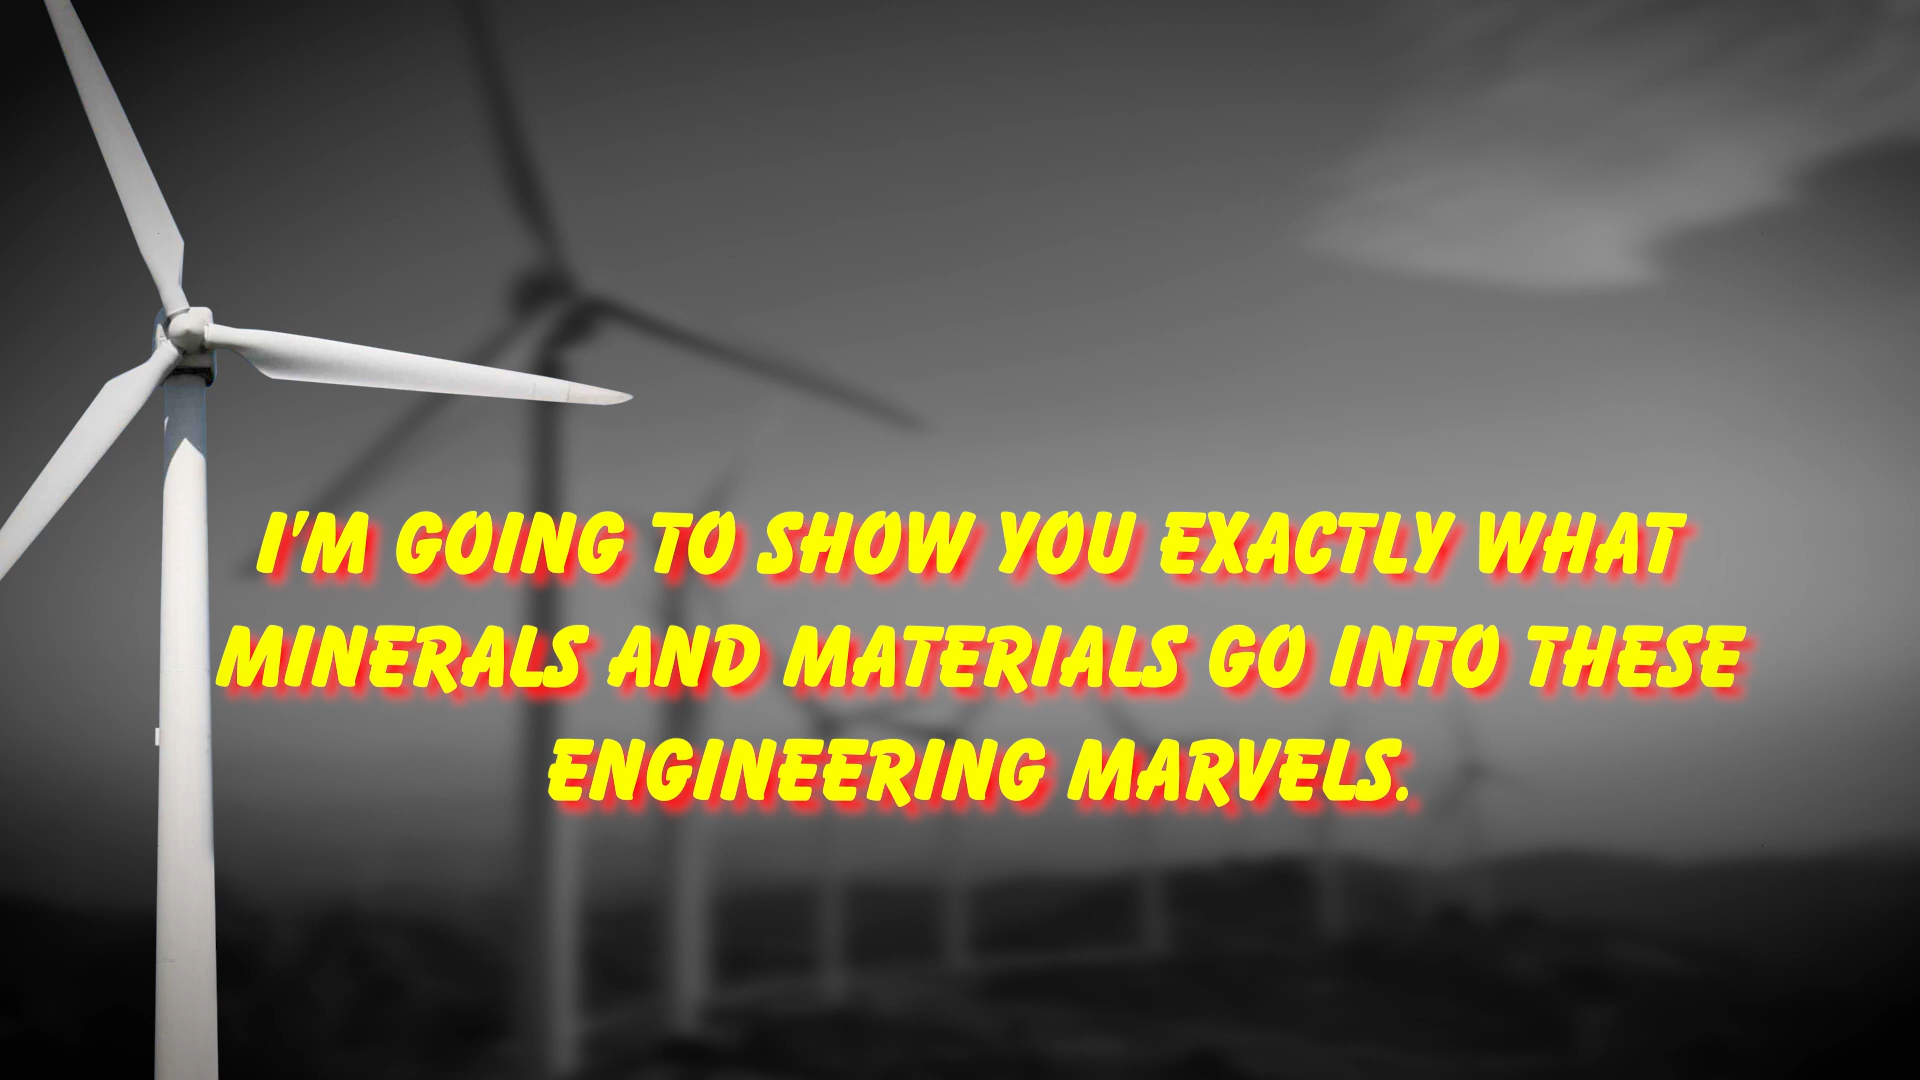 I'M GOING TO SHOW YOU EXACTLY WHAT
MINERALS AND MATERIALS GO INTO THESE
ENGINEERING MARVELS.